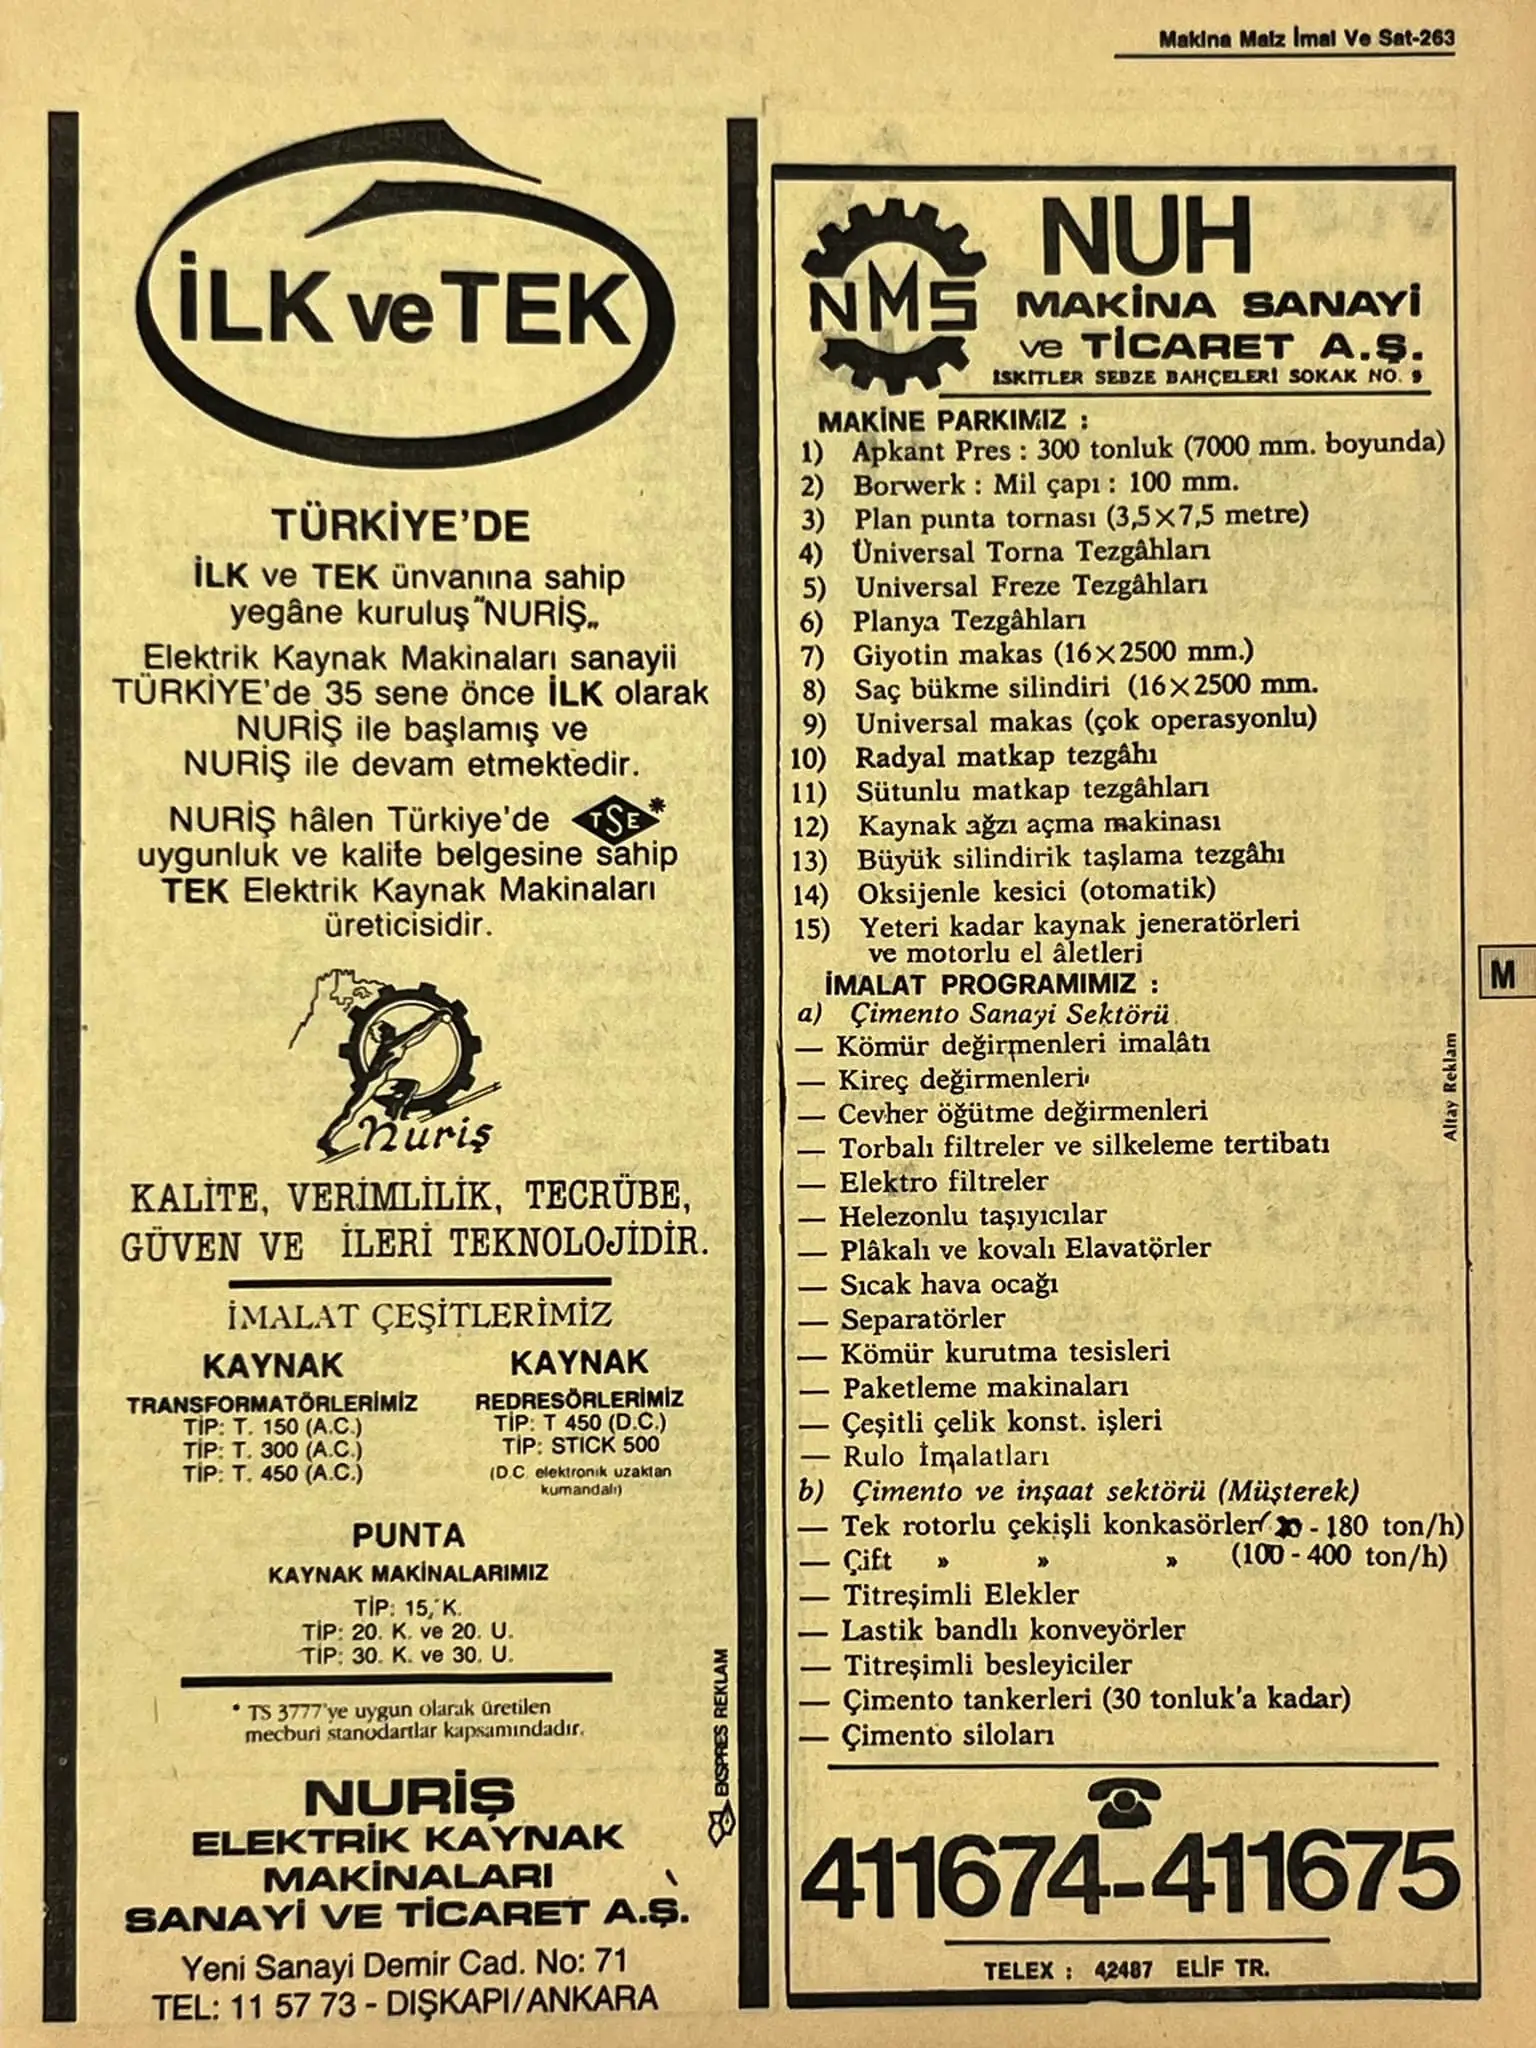 Makina Malz İmal Ve Sat-263
İLK ve TEK
TÜRKİYE'DE
İLK ve TEK ünvanına sahip
yegâne kuruluş "NURİŞ„
Elektrik Kaynak Makinaları sanayii
TÜRKİYE'de 35 sene önce İLK olarak
NURİŞ ile başlamış ve
NURİŞ ile devam etmektedir.
NURİŞ hâlen Türkiye'de TSE*
uygunluk ve kalite belgesine sahip
TEK Elektrik Kaynak Makinaları
üreticisidir.
Nuriş
KALİTE, VERİMLİLİK, TECRÜBE,
GÜVEN VE İLERİ TEKNOLOJİDİR.
İMALAT ÇEŞİTLERİMİZ
KAYNAK
TRANSFORMATÖRLERİMİZ
TİP: T. 150 (A.C.)
TİP: T. 300 (A.C.)
TİP: T. 450 (A.C.)
KAYNAK
REDRESÖRLERİMİZ
TİP: T 450 (D.C.)
TİP: STICK 500
(D.C. elektronik uzaktan
kumandalı)
PUNTA
KAYNAK MAKİNALARIMIZ
TİP: 15, K.
TİP: 20. K. ve 20. U.
TİP: 30. K. ve 30. U.
* TS 3777'ye uygun olarak üretilen
mecburi stanodartlar kapsamındadır.
EKSPRES REKLAM
NURİŞ
ELEKTRİK KAYNAK
MAKİNALARI
SANAYİ VE TİCARET A.Ş.
Yeni Sanayi Demir Cad. No: 71
TEL: 11 57 73 - DIŞKAPI/ANKARA
NMS
NUH
MAKİNA SANAYİ
ve TİCARET A.Ş.
İSKİTLER SEBZE BAHÇELERİ SOKAK NO. 9
MAKİNE PARKIMIZ :
1) Apkant Pres : 300 tonluk (7000 mm. boyunda)
2) Borwerk : Mil çapı : 100 mm.
3) Plan punta tornası (3,5×7,5 metre)
4) Üniversal Torna Tezgâhları
5) Universal Freze Tezgâhları
6) Planya Tezgâhları
7) Giyotin makas (16×2500 mm.)
8) Saç bükme silindiri (16×2500 mm.
9) Universal makas (çok operasyonlu)
10) Radyal matkap tezgâhı
11) Sütunlu matkap tezgâhları
12) Kaynak ağzı açma makinası
13) Büyük silindirik taşlama tezgâhı
14) Oksijenle kesici (otomatik)
15) Yeteri kadar kaynak jeneratörleri
ve motorlu el âletleri
İMALAT PROGRAMIMIZ :
a) Çimento Sanayi Sektörü
— Kömür değirmenleri imalâtı
— Kireç değirmenleri
— Cevher öğütme değirmenleri
— Torbalı filtreler ve silkeleme tertibatı
— Elektro filtreler
— Helezonlu taşıyıcılar
— Plâkalı ve kovalı Elavatörler
— Sıcak hava ocağı
— Separatörler
— Kömür kurutma tesisleri
— Paketleme makinaları
— Çeşitli çelik konst. işleri
— Rulo İmalatları
b) Çimento ve inşaat sektörü (Müşterek)
— Tek rotorlu çekişli konkasörler ( - 180 ton/h)
— Çift » » » (100 - 400 ton/h)
— Titreşimli Elekler
— Lastik bandlı konveyörler
— Titreşimli besleyiciler
— Çimento tankerleri (30 tonluk'a kadar)
— Çimento siloları
411674-411675
TELEX : 42487 ELİF TR.
M
Altay Reklam